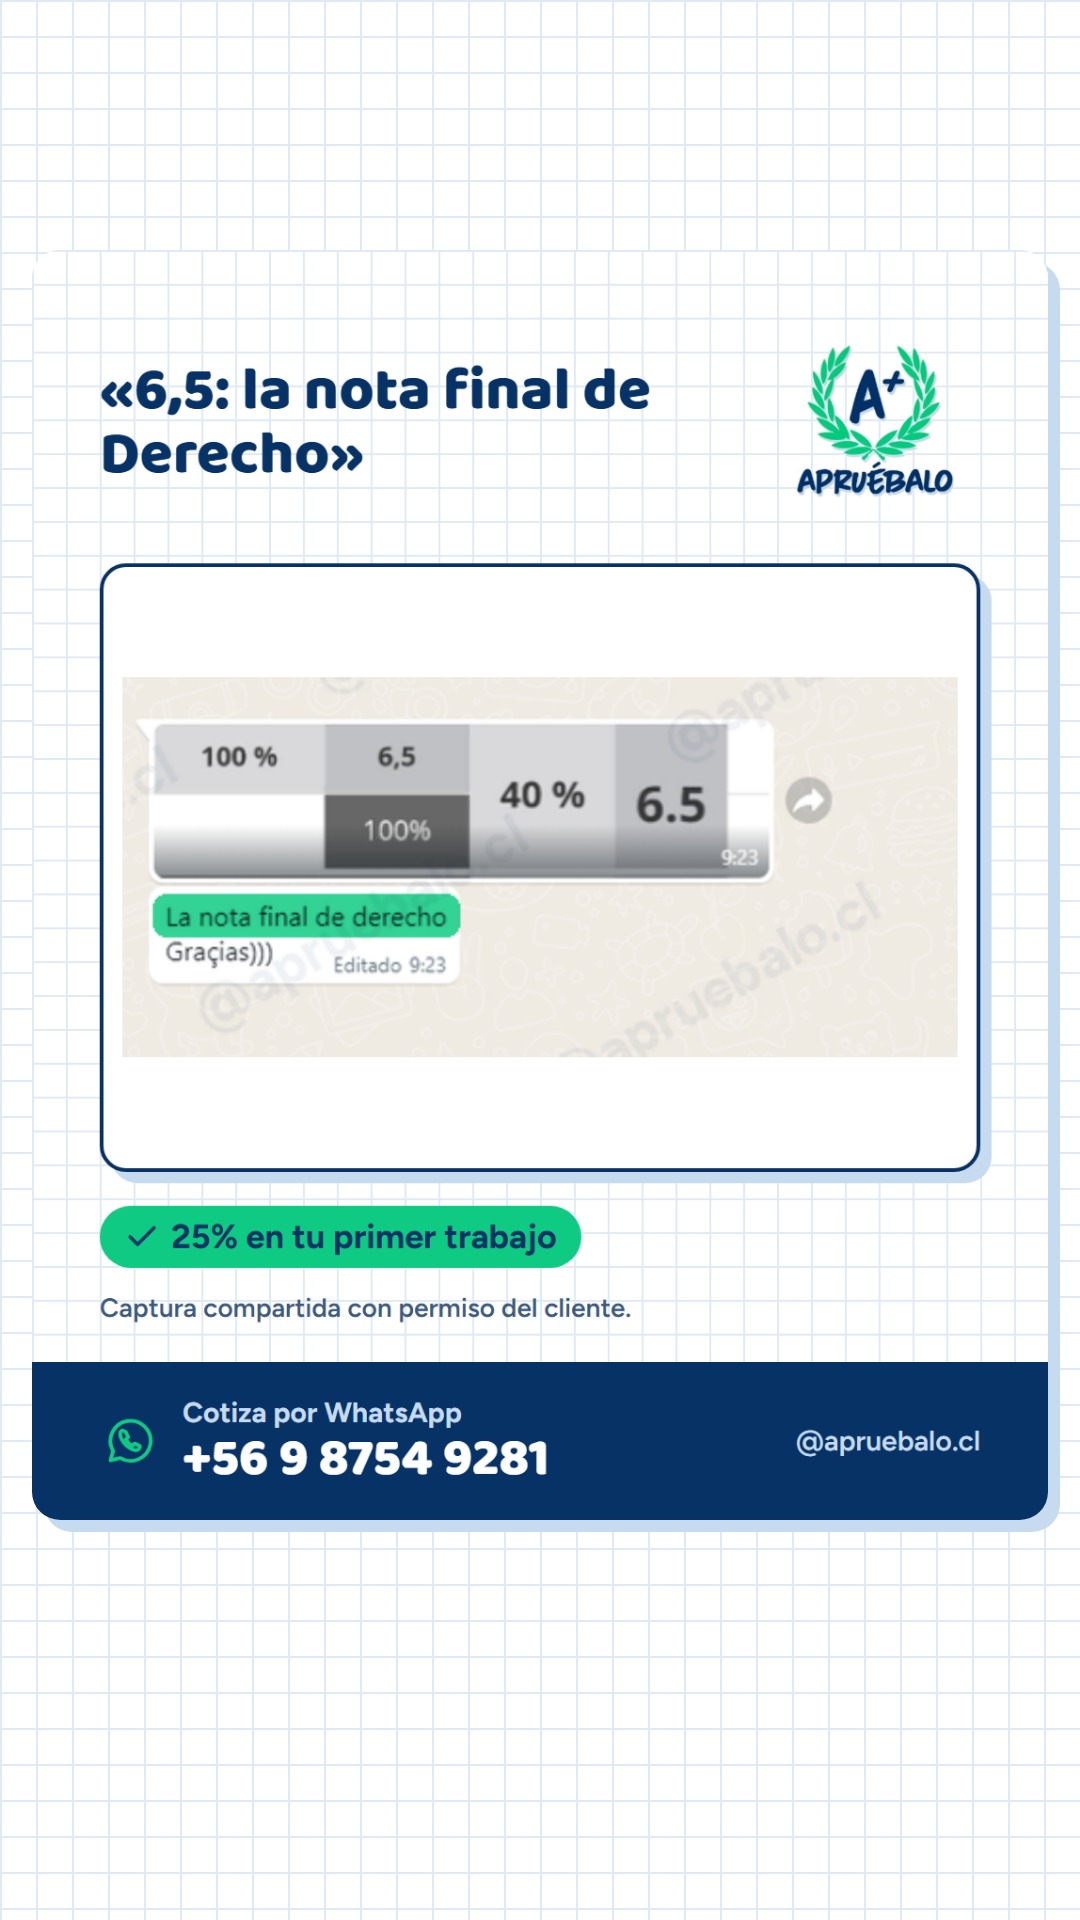 «6,5: la nota final de
Derecho»
A+
APRUÉBALO
100 %
6,5
40 %
6.5
100%
9:23
La nota final de derecho
Graçias)))
Editado 9:23
@apruebalo.cl
@apruebalo.cl
25% en tu primer trabajo
Captura compartida con permiso del cliente.
Cotiza por WhatsApp
+56 9 8754 9281
@apruebalo.cl